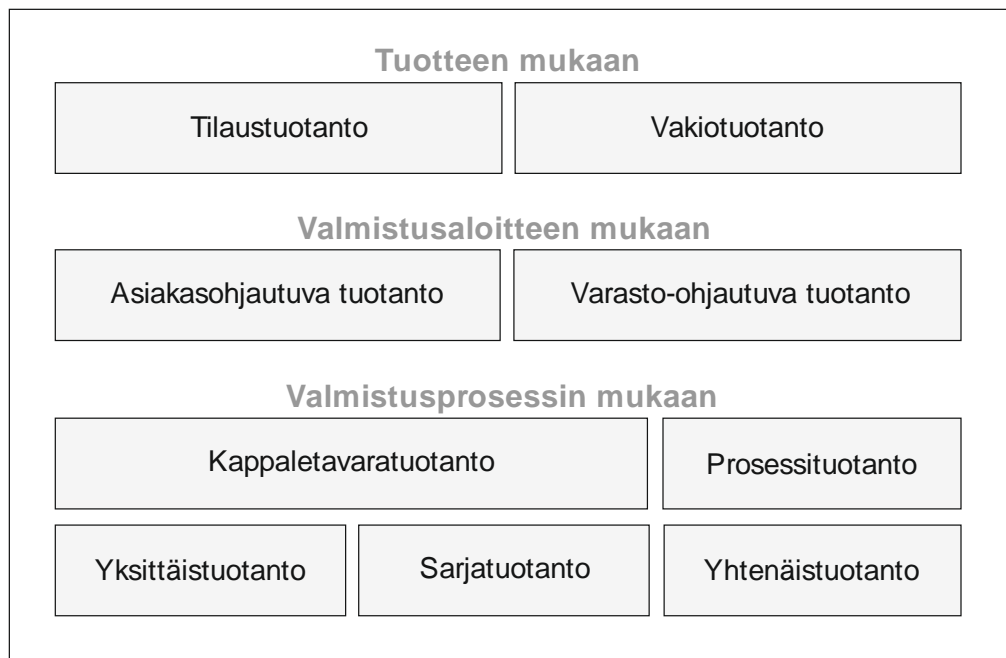 Tuotteen mukaan
Tilaustuotanto
Vakiotuotanto
Valmistusaloitteen mukaan
Asiakasohjautuva tuotanto
Varasto-ohjautuva tuotanto
Valmistusprosessin mukaan
Kappaletavaratuotanto
Prosessituotanto
Yksittäistuotanto
Sarjatuotanto
Yhtenäistuotanto